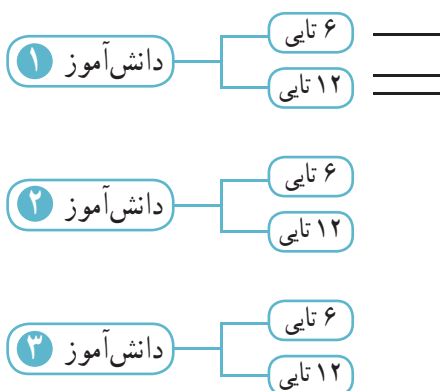 دانش‌آموز ۱
۶ تایی
۱۲ تایی
دانش‌آموز ۲
۶ تایی
۱۲ تایی
دانش‌آموز ۳
۶ تایی
۱۲ تایی